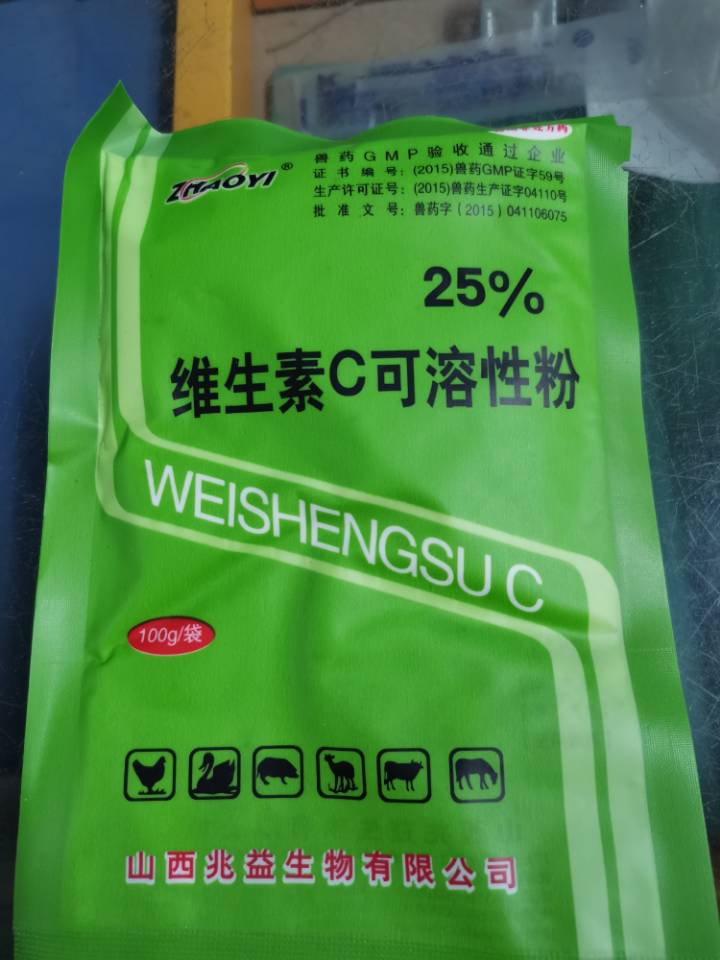 ZHAOYI®
兽药GMP验收通过企业
证书编号:(2015)兽药GMP证字59号
生产许可证号:(2015)兽药生产证字04110号
批准文号:兽药字(2015)041106075
25%
维生素C可溶性粉
WEISHENGSU C
100g/袋
山西兆益生物有限公司